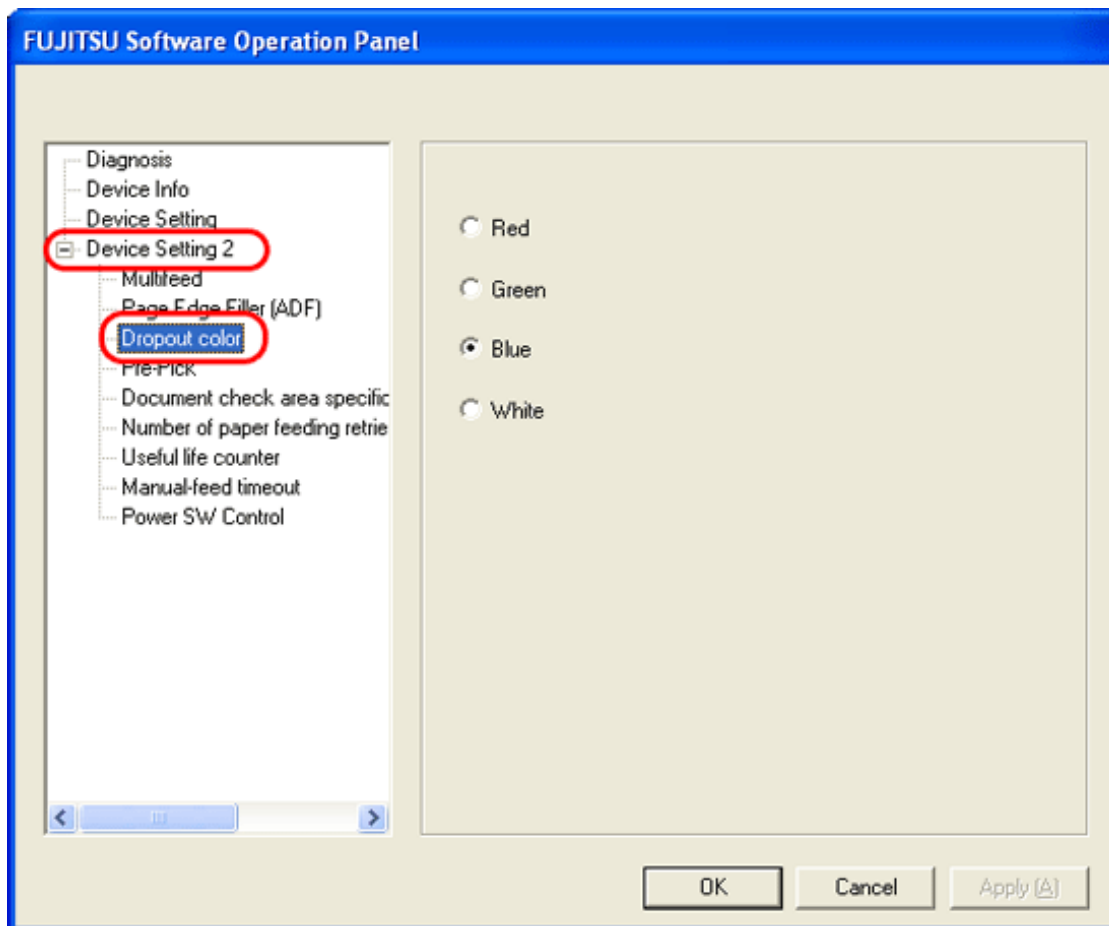 FUJITSU Software Operation Panel
Diagnosis
Device Info
Device Setting
Device Setting 2
Multifeed
Page Edge Filler (ADF)
Dropout color
Pre-Pick
Document check area specific
Number of paper feeding retrie
Useful life counter
Manual-feed timeout
Power SW Control
Red
Green
Blue
White
OK
Cancel
Apply (A)